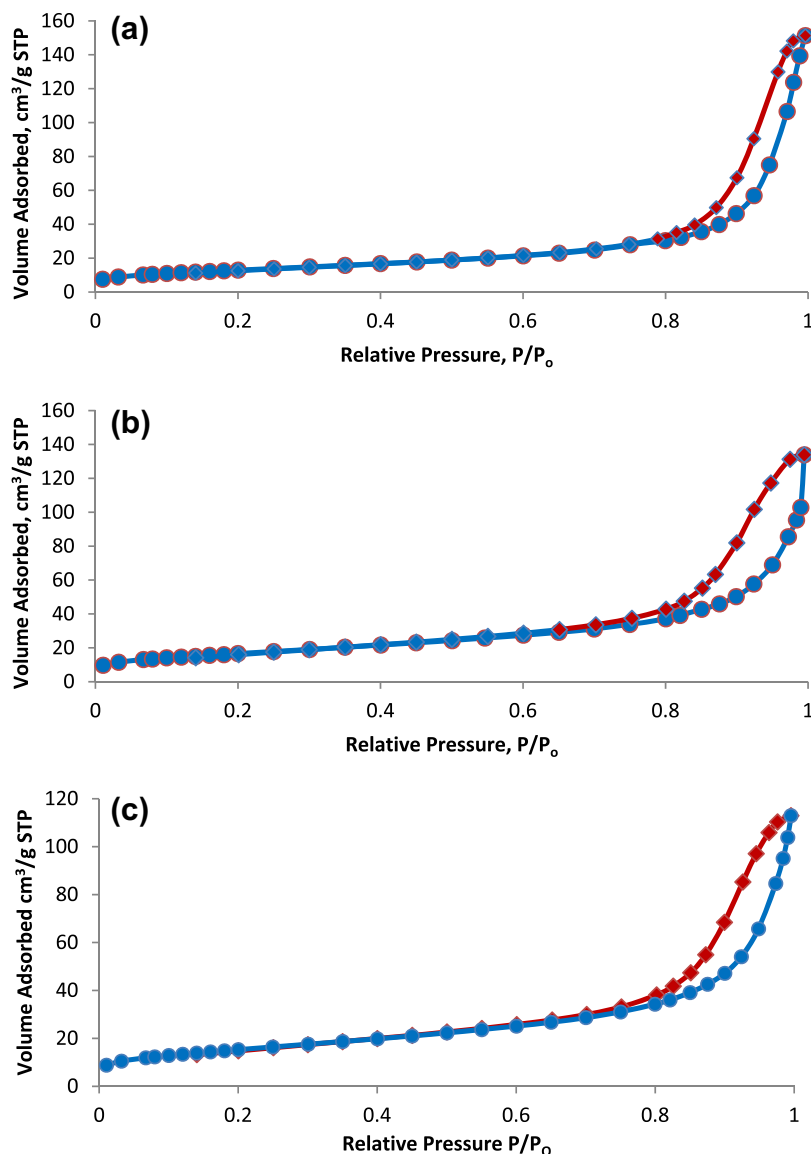 (a)
Volume Adsorbed, cm³/g STP
160
140
120
100
80
60
40
20
0
0 0.2 0.4 0.6 0.8 1
Relative Pressure, P/Pₒ
(b)
Volume Adsorbed, cm³/g STP
160
140
120
100
80
60
40
20
0
0 0.2 0.4 0.6 0.8 1
Relative Pressure, P/Pₒ
(c)
Volume Adsorbed cm³/g STP
120
100
80
60
40
20
0
0 0.2 0.4 0.6 0.8 1
Relative Pressure P/Pₒ